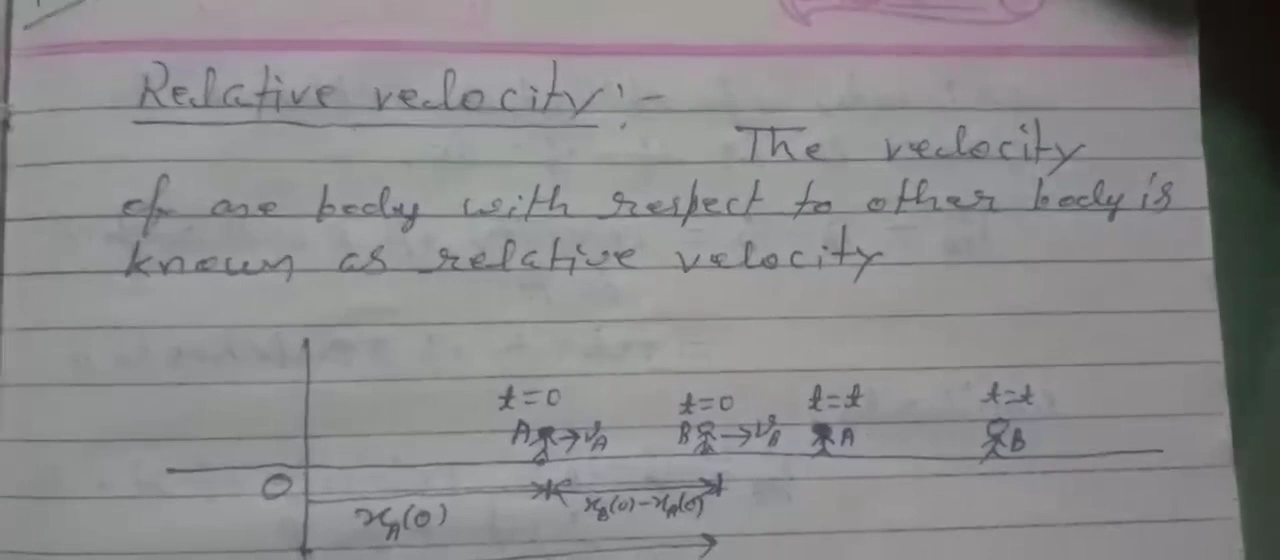 Relative velocity :-
The velocity
of one body with respect to other body is
known as relative velocity
t=0 t=0 t=t t=t
A →vA B →vB A B
O xB(0)-xA(0)
xA(0)